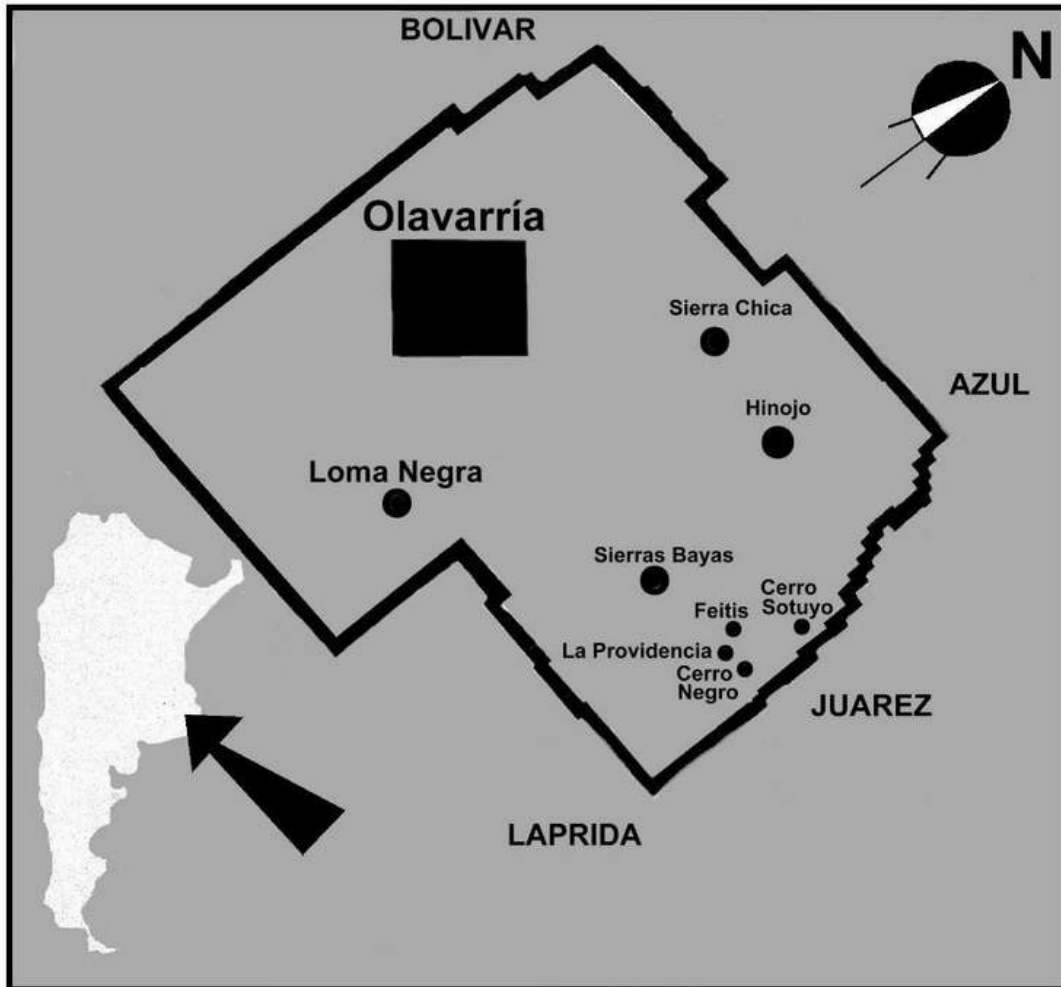 BOLIVAR
N
Olavarría
Sierra Chica
AZUL
Hinojo
Loma Negra
Sierras Bayas
Cerro
Sotuyo
Feitis
La Providencia
Cerro
Negro
JUAREZ
LAPRIDA